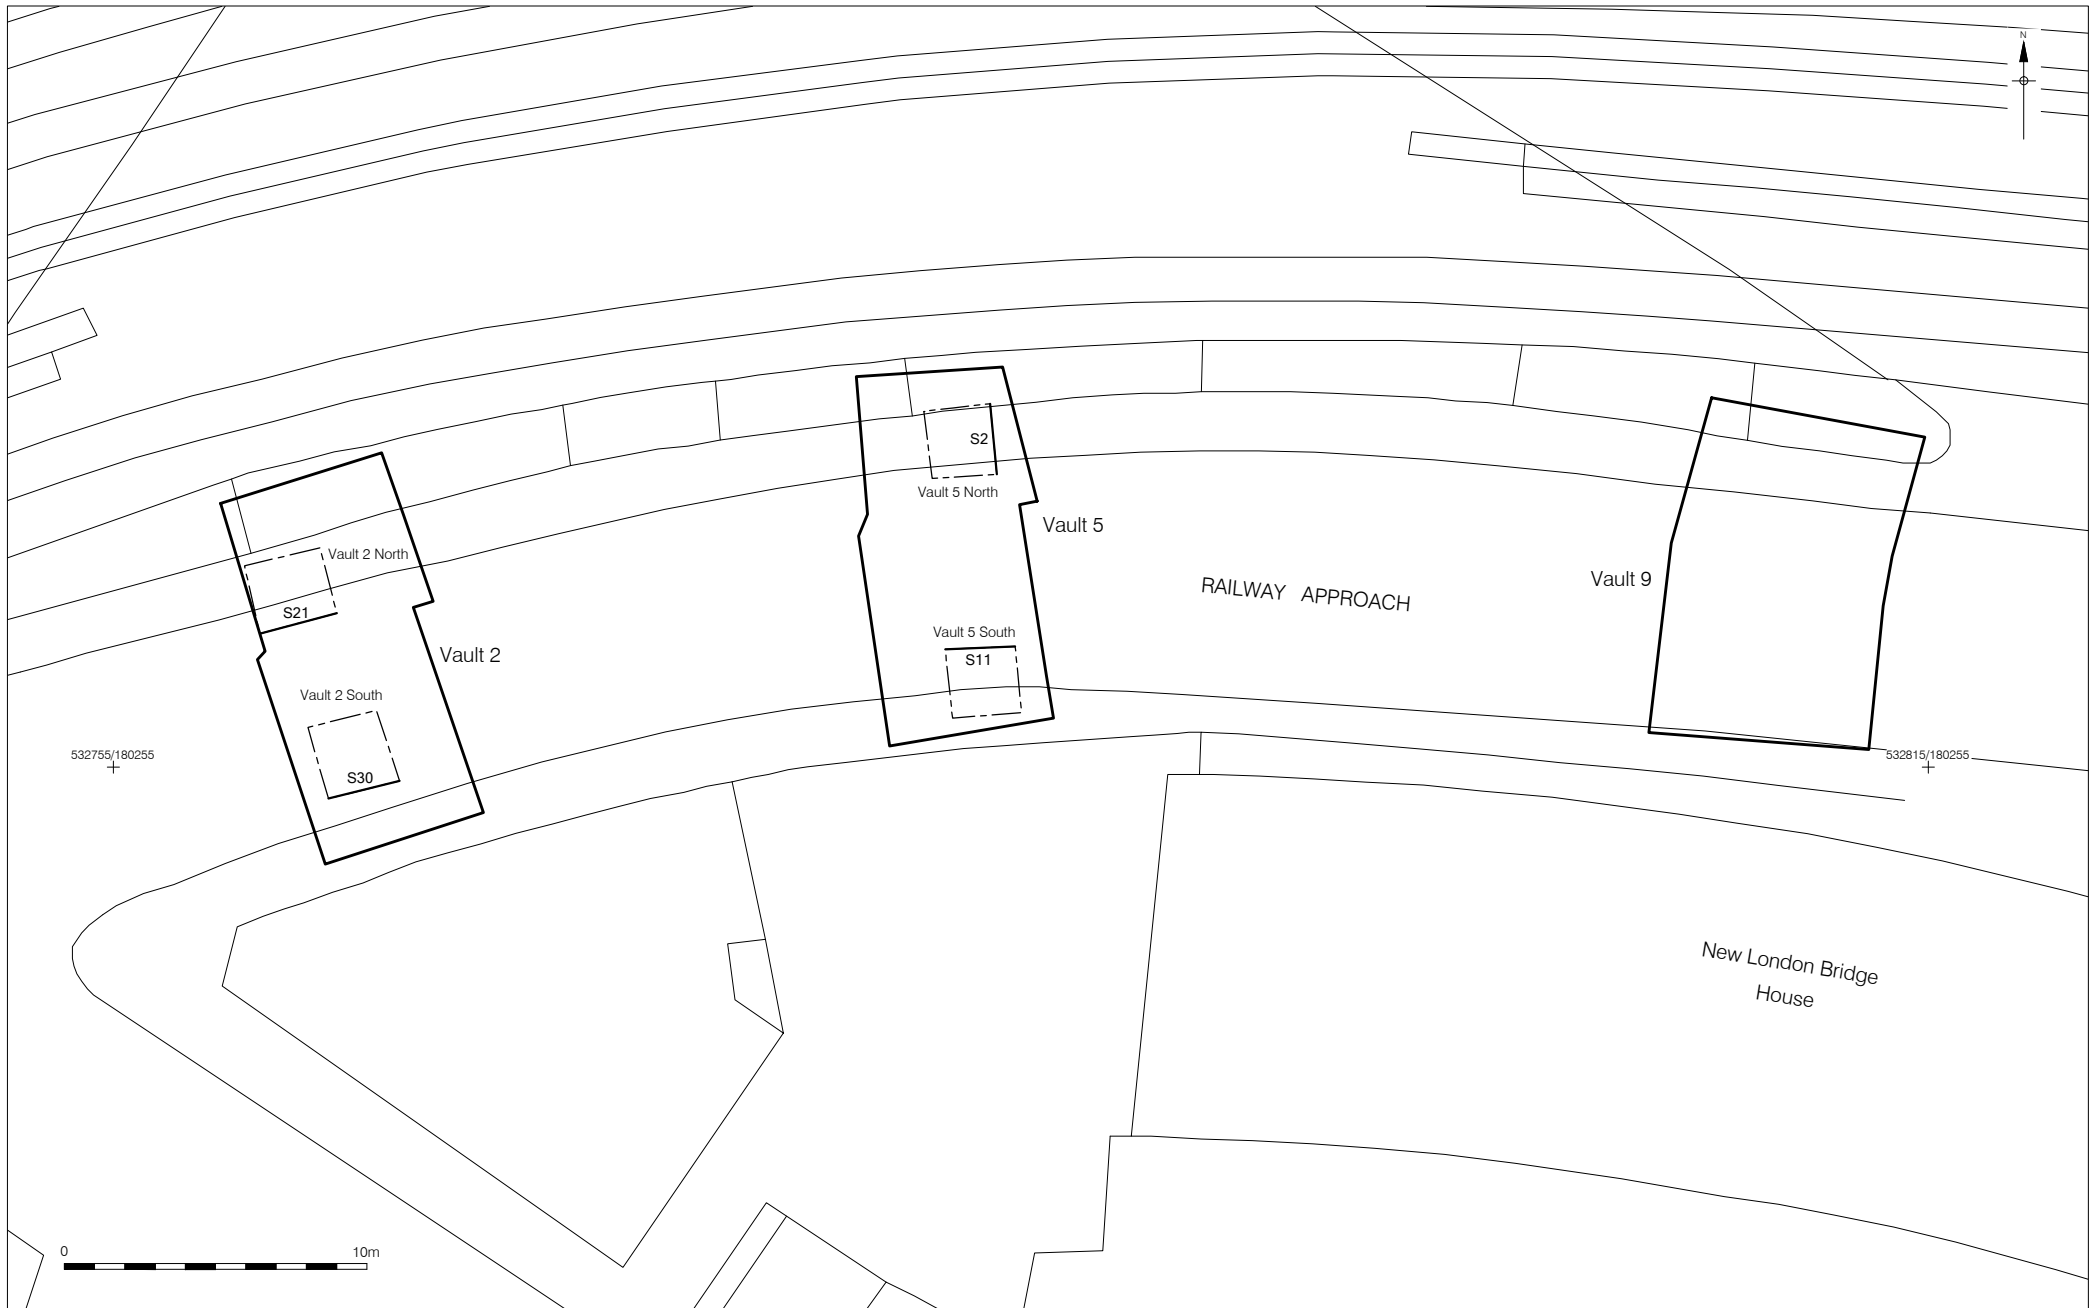 N
S2
Vault 5 North
Vault 5
Vault 2 North
S21
Vault 9
RAILWAY APPROACH
Vault 5 South
S11
Vault 2
Vault 2 South
S30
532755/180255
532815/180255
New London Bridge
House
0
10m